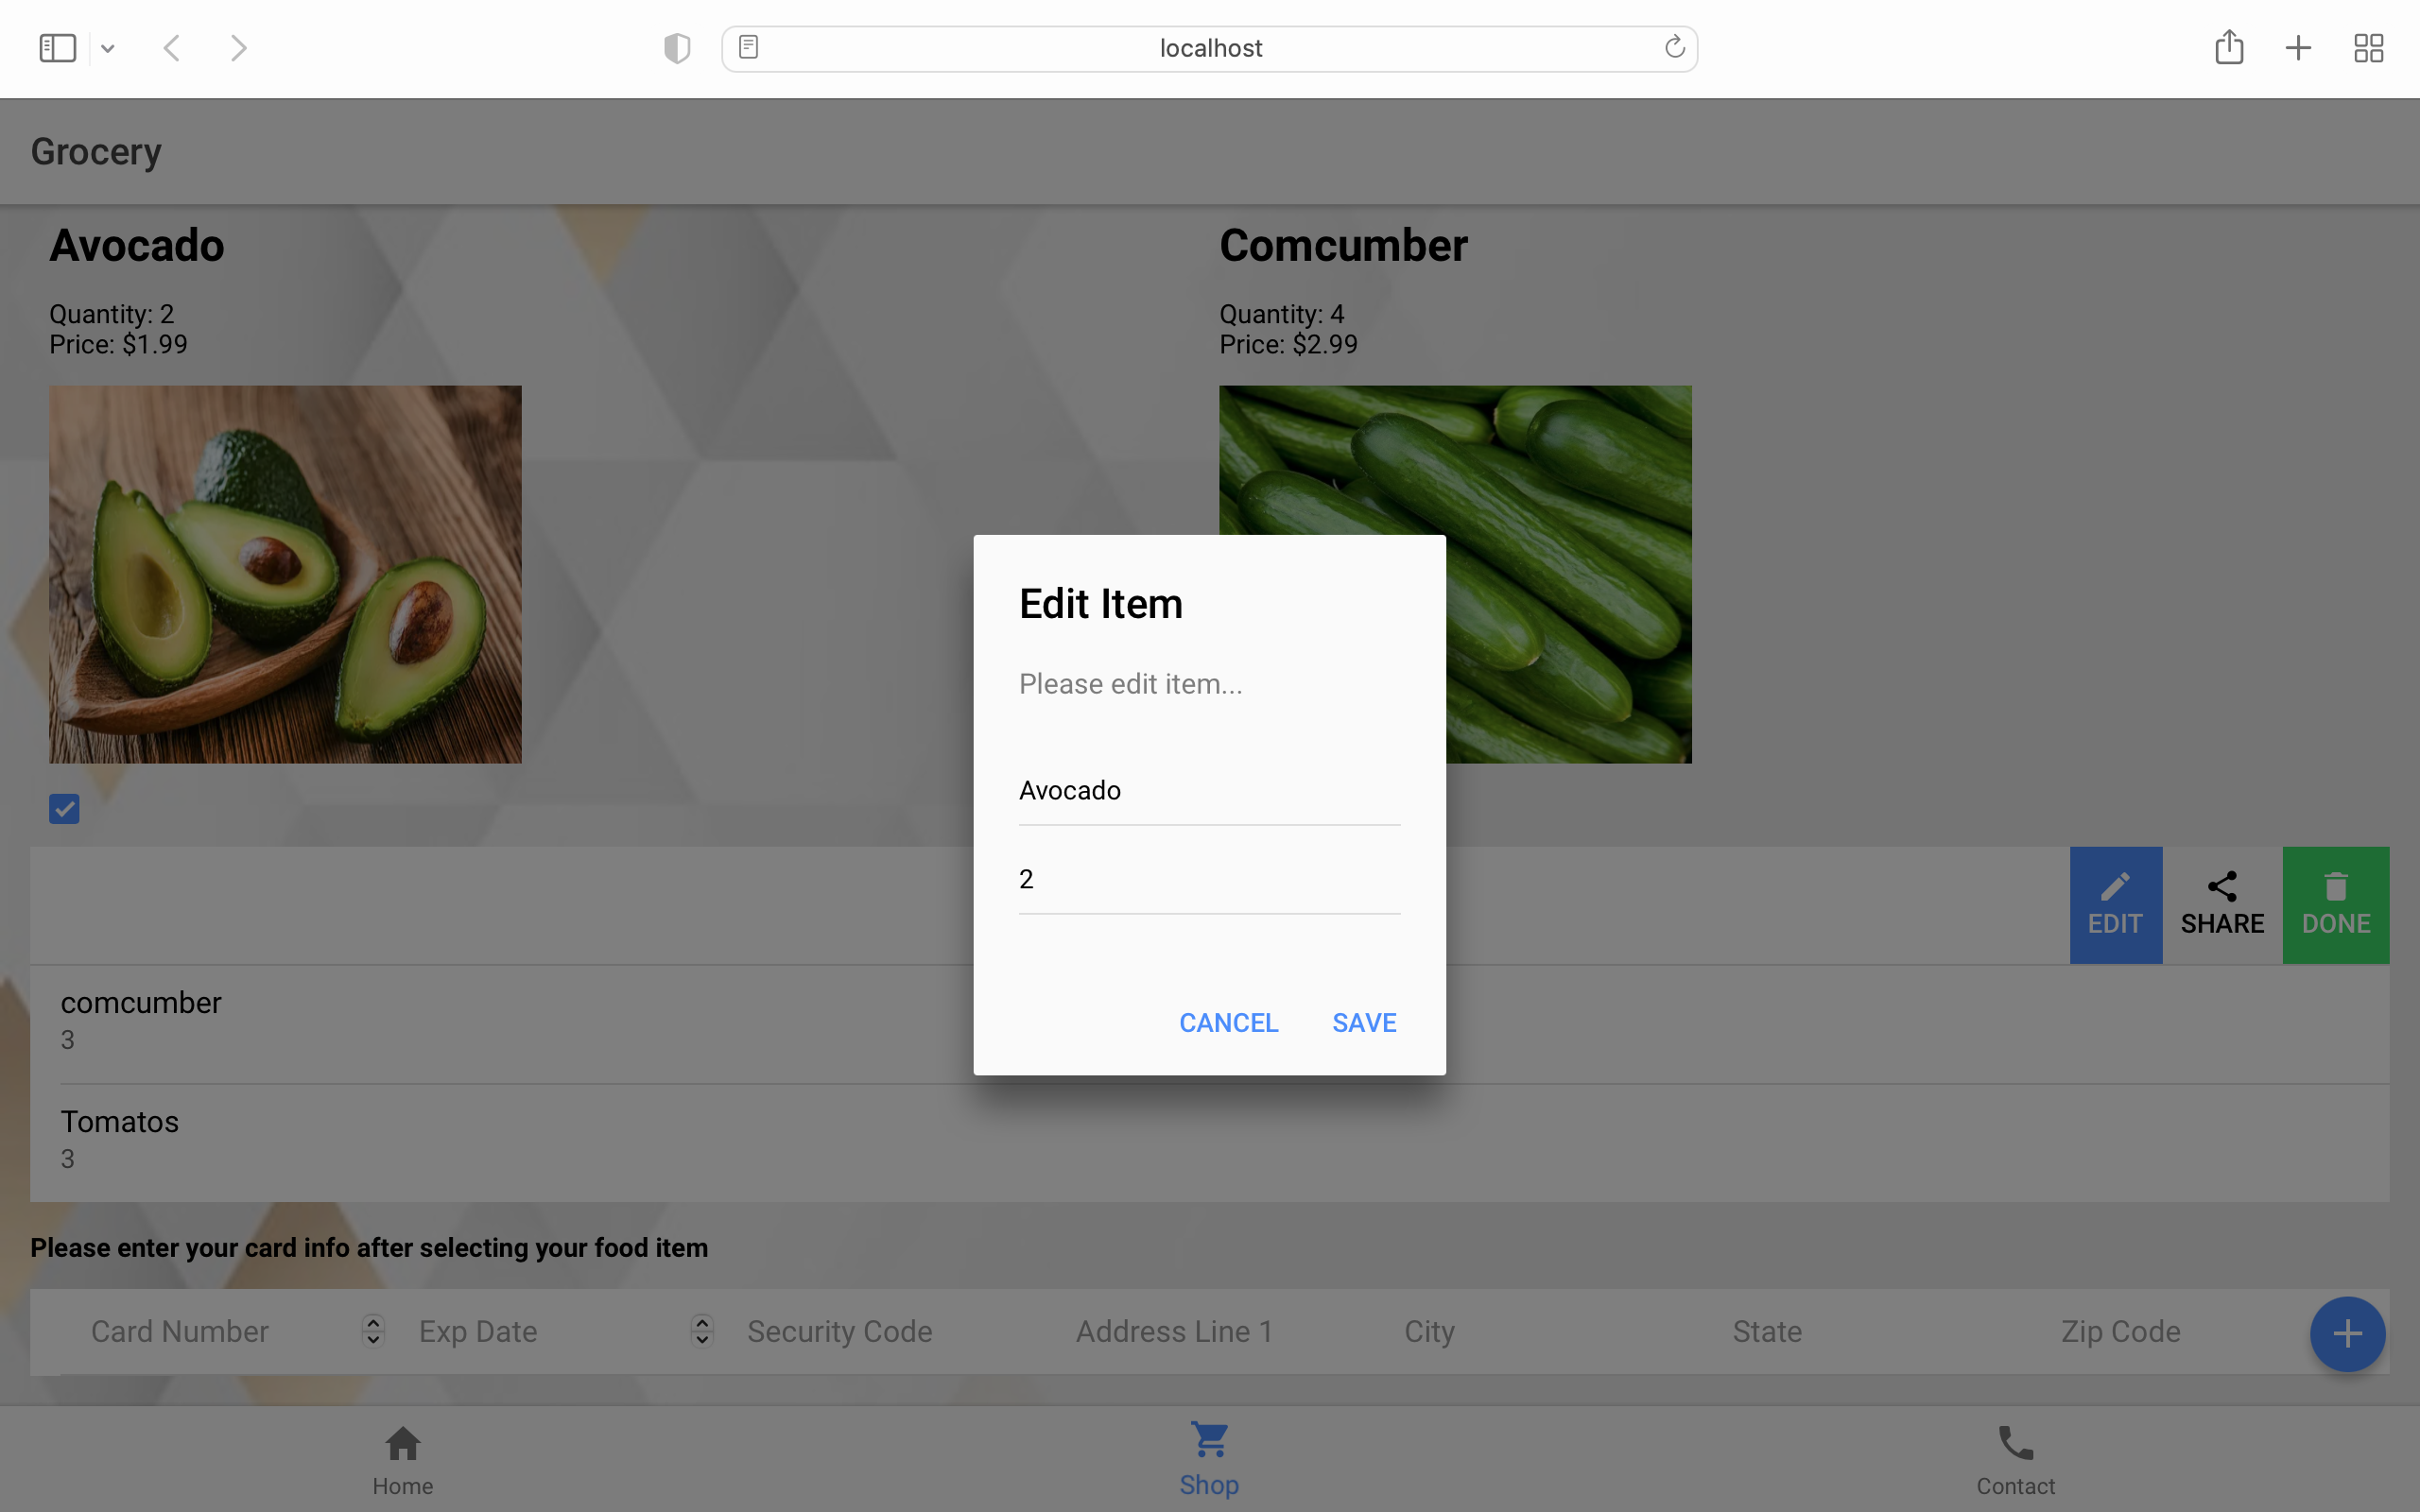 localhost
Grocery
Avocado
Quantity: 2
Price: $1.99
Comcumber
Quantity: 4
Price: $2.99
Edit Item
Please edit item...
Avocado
2
CANCEL SAVE
EDIT SHARE DONE
comcumber
3
Tomatos
3
Please enter your card info after selecting your food item
Card Number Exp Date Security Code Address Line 1 City State Zip Code
Home Shop Contact